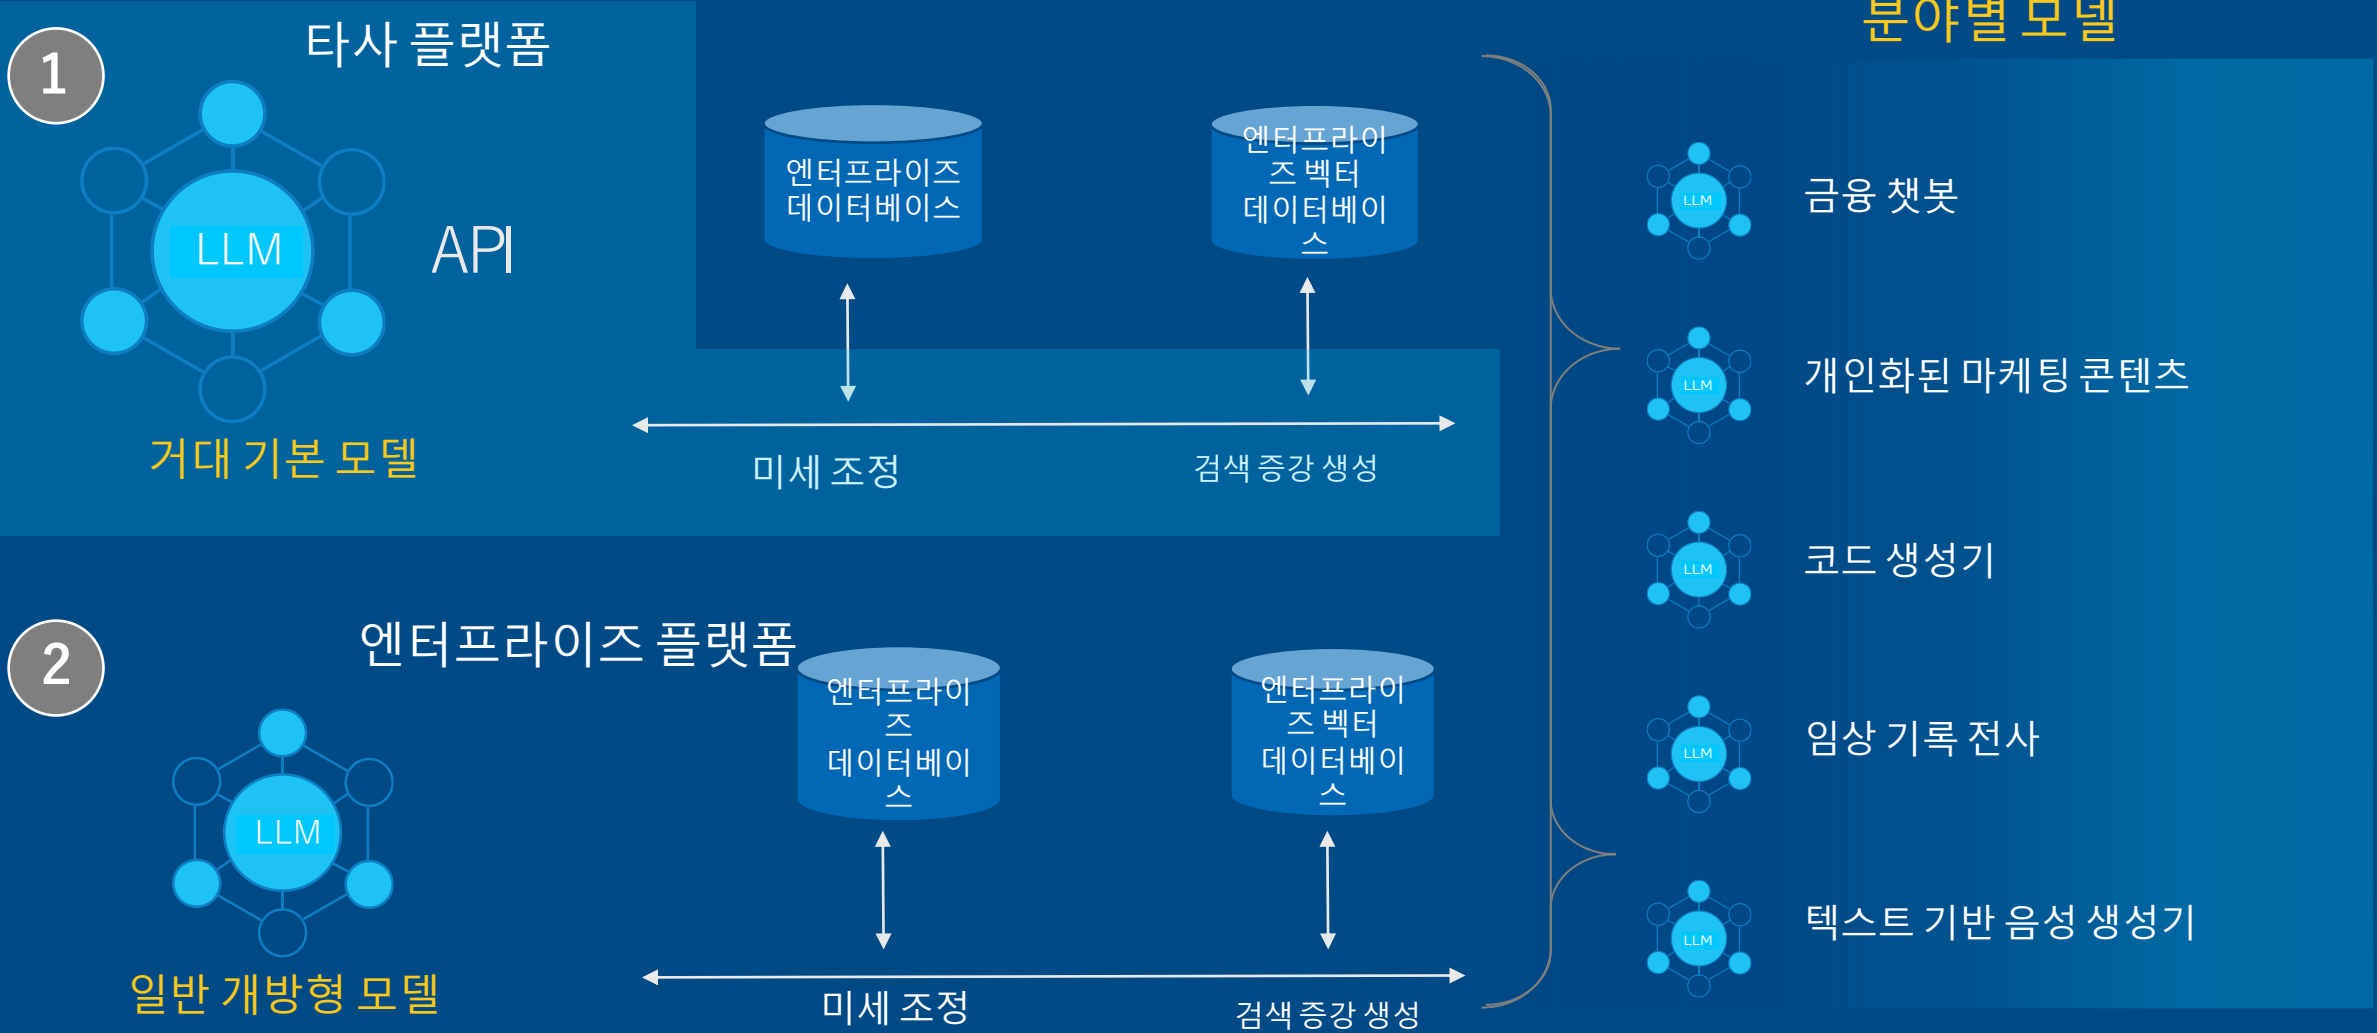 1
타사 플랫폼
LLM
API
거대 기본 모델
엔터프라이즈
데이터베이스
엔터프라이
즈 벡터
데이터베이
스
미세 조정
검색 증강 생성
2
엔터프라이즈 플랫폼
LLM
일반 개방형 모델
엔터프라이
즈
데이터베이
스
엔터프라이
즈 벡터
데이터베이
스
미세 조정
검색 증강 생성
분야별 모델
LLM
금융 챗봇
LLM
개인화된 마케팅 콘텐츠
LLM
코드 생성기
LLM
임상 기록 전사
LLM
텍스트 기반 음성 생성기